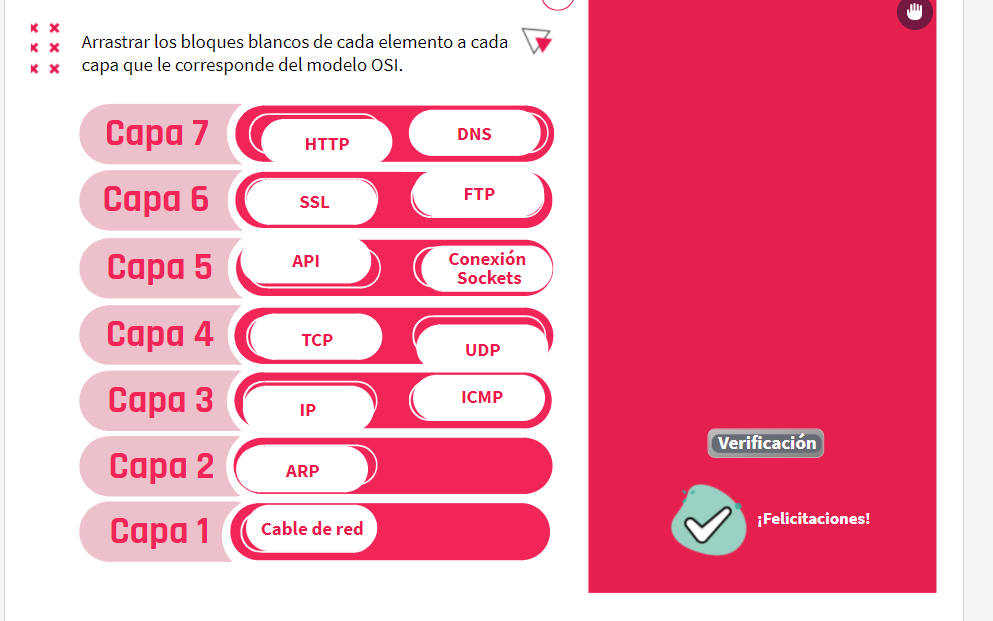 Arrastrar los bloques blancos de cada elemento a cada
capa que le corresponde del modelo OSI.
Capa 7 HTTP DNS
Capa 6 SSL FTP
Capa 5 API Conexión
Sockets
Capa 4 TCP UDP
Capa 3 IP ICMP
Capa 2 ARP
Capa 1 Cable de red
Verificación
¡Felicitaciones!